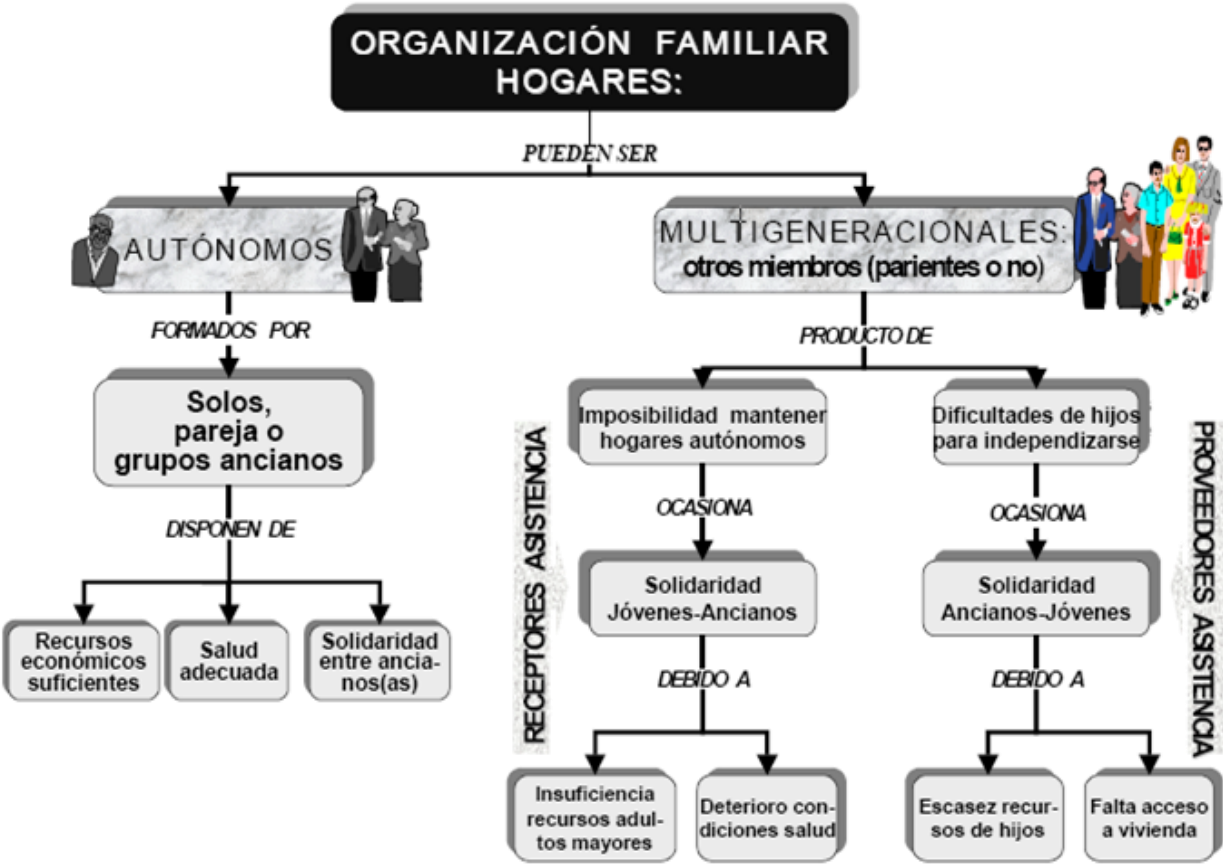 ORGANIZACIÓN FAMILIAR
HOGARES:
PUEDEN SER
AUTÓNOMOS
MULTIGENERACIONALES:
otros miembros (parientes o no)
FORMADOS POR
PRODUCTO DE
Solos,
pareja o
grupos ancianos
Imposibilidad mantener
hogares autónomos
Dificultades de hijos
para independizarse
DISPONEN DE
OCASIONA
OCASIONA
RECEPTORES ASISTENCIA
PROVEEDORES ASISTENCIA
Solidaridad
Jóvenes-Ancianos
Solidaridad
Ancianos-Jóvenes
Recursos
económicos
suficientes
Salud
adecuada
Solidaridad
entre ancia-
nos(as)
DEBIDO A
DEBIDO A
Insuficiencia
recursos adul-
tos mayores
Deterioro con-
diciones salud
Escasez recur-
sos de hijos
Falta acceso
a vivienda